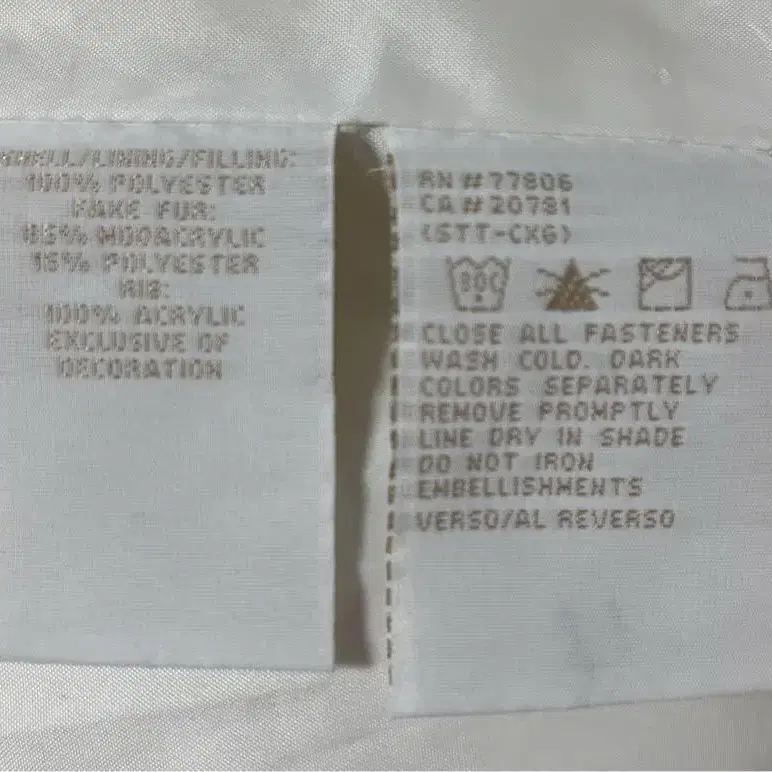 SHELL/LINING/FILLING:
100% POLYESTER
FAKE FUR:
85% MODACRYLIC
15% POLYESTER
RIB:
100% ACRYLIC
EXCLUSIVE OF
DECORATION
RN # 77806
CA # 20781
(STT-CXG)
80C
CLOSE ALL FASTENERS
WASH COLD. DARK
COLORS SEPARATELY
REMOVE PROMPTLY
LINE DRY IN SHADE
DO NOT IRON
EMBELLISHMENTS
VERSO/AL REVERSO